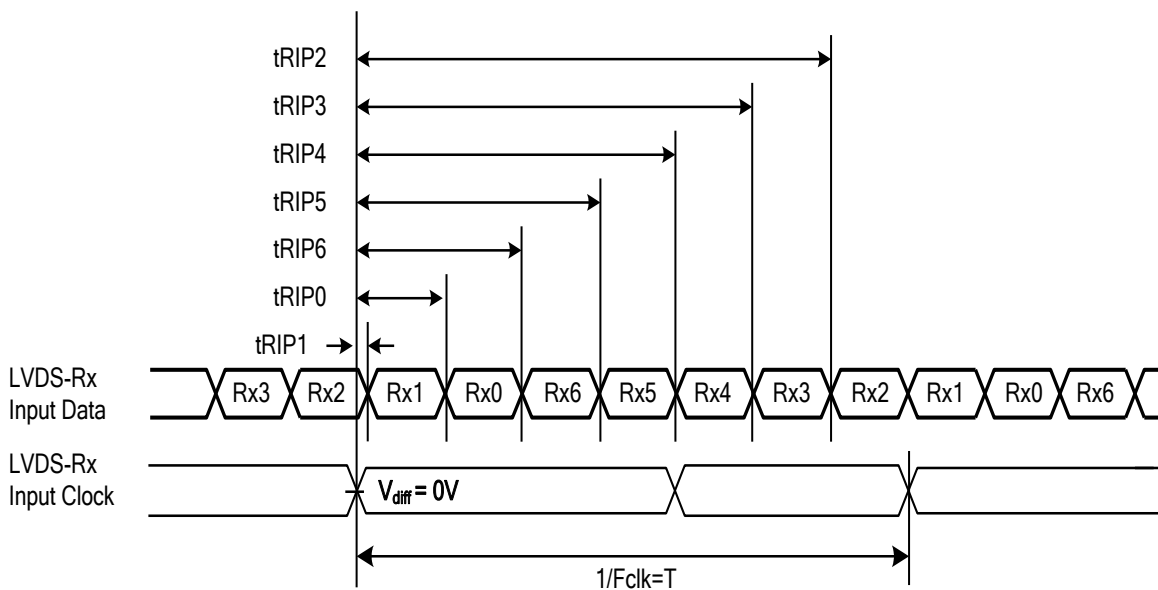 tRIP2
tRIP3
tRIP4
tRIP5
tRIP6
tRIP0
tRIP1
LVDS-Rx
Input Data
Rx3 Rx2 Rx1 Rx0 Rx6 Rx5 Rx4 Rx3 Rx2 Rx1 Rx0 Rx6
LVDS-Rx
Input Clock
Vdiff = 0V
1/Fclk=T